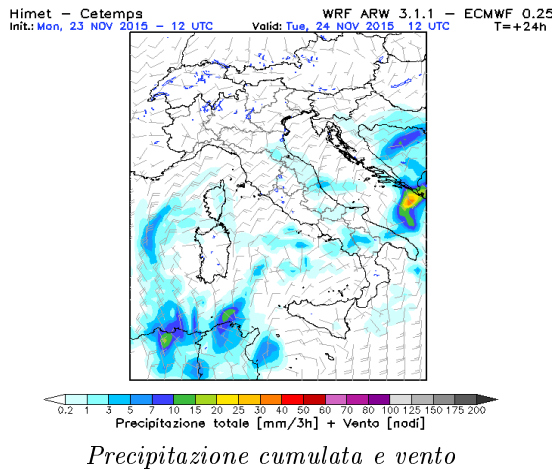 Himet - Cetemps WRF ARW 3.1.1 - ECMWF 0.25
Init.: Mon, 23 NOV 2015 - 12 UTC Valid: Tue, 24 NOV 2015 12 UTC T=+24h
0.2 1 3 5 7 10 15 20 25 30 40 50 60 70 80 100 125 150 175 200
Precipitazione totale [mm/3h] + Vento [nodi]
Precipitazione cumulata e vento